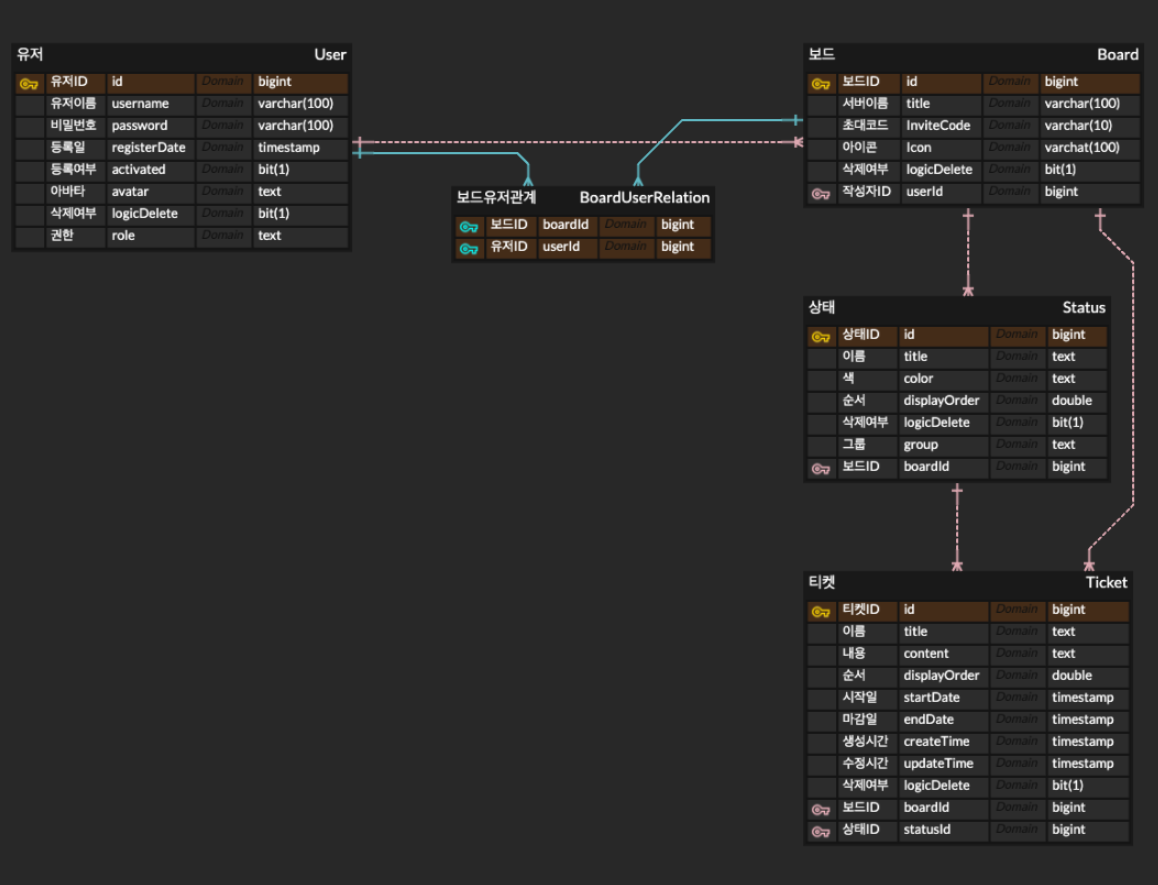 유저 User
유저ID id Domain bigint
유저이름 username Domain varchar(100)
비밀번호 password Domain varchar(100)
등록일 registerDate Domain timestamp
등록여부 activated Domain bit(1)
아바타 avatar Domain text
삭제여부 logicDelete Domain bit(1)
권한 role Domain text
보드유저관계 BoardUserRelation
보드ID boardId Domain bigint
유저ID userId Domain bigint
보드 Board
보드ID id Domain bigint
서버이름 title Domain varchar(100)
초대코드 InviteCode Domain varchar(10)
아이콘 Icon Domain varchat(100)
삭제여부 logicDelete Domain bit(1)
작성자ID userId Domain bigint
상태 Status
상태ID id Domain bigint
이름 title Domain text
색 color Domain text
순서 displayOrder Domain double
삭제여부 logicDelete Domain bit(1)
그룹 group Domain text
보드ID boardId Domain bigint
티켓 Ticket
티켓ID id Domain bigint
이름 title Domain text
내용 content Domain text
순서 displayOrder Domain double
시작일 startDate Domain timestamp
마감일 endDate Domain timestamp
생성시간 createTime Domain timestamp
수정시간 updateTime Domain timestamp
삭제여부 logicDelete Domain bit(1)
보드ID boardId Domain bigint
상태ID statusId Domain bigint